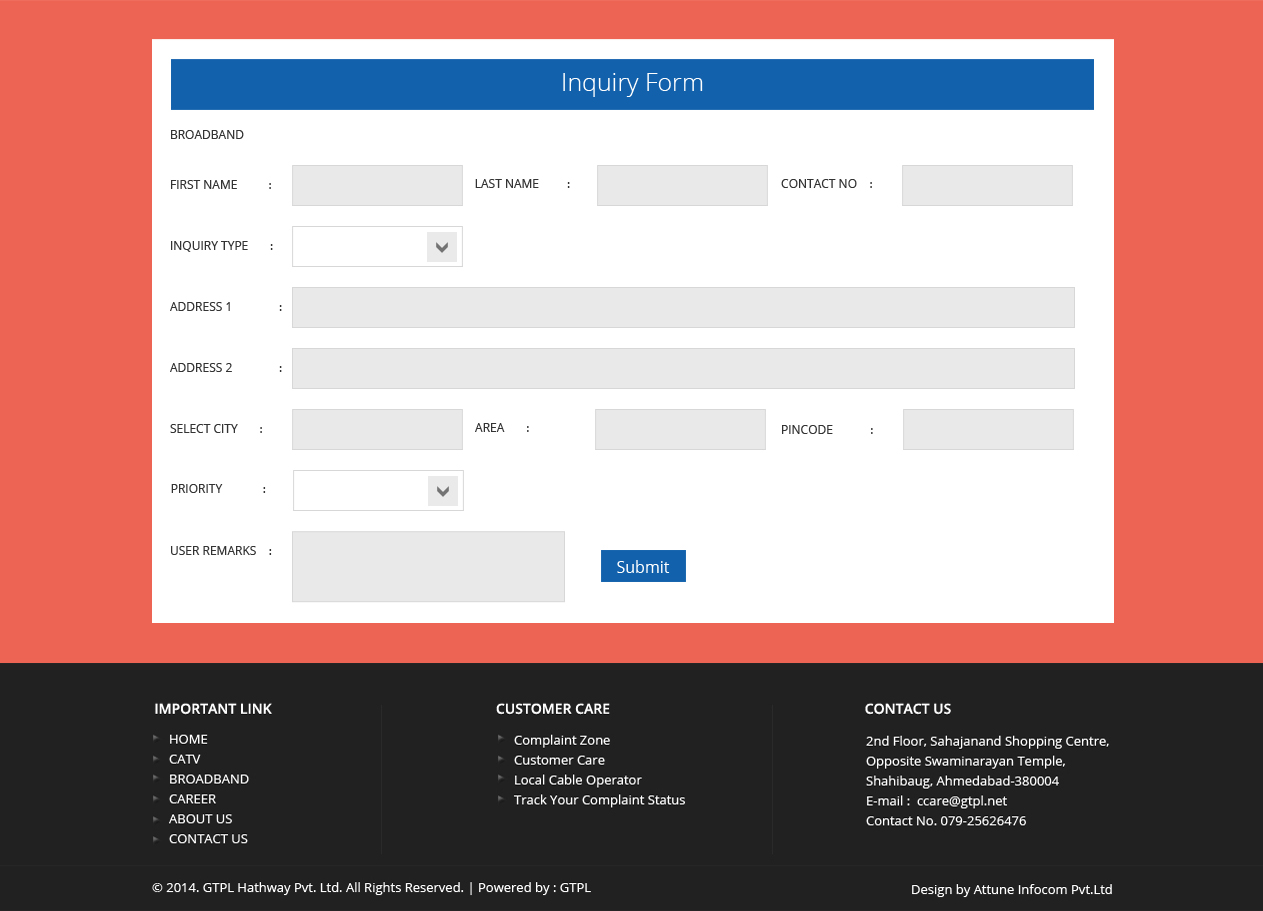 Inquiry Form
BROADBAND
FIRST NAME : LAST NAME : CONTACT NO :
INQUIRY TYPE :
ADDRESS 1 :
ADDRESS 2 :
SELECT CITY : AREA : PINCODE :
PRIORITY :
USER REMARKS :
Submit
IMPORTANT LINK
HOME
CATV
BROADBAND
CAREER
ABOUT US
CONTACT US
CUSTOMER CARE
Complaint Zone
Customer Care
Local Cable Operator
Track Your Complaint Status
CONTACT US
2nd Floor, Sahajanand Shopping Centre,
Opposite Swaminarayan Temple,
Shahibaug, Ahmedabad-380004
E-mail : ccare@gtpl.net
Contact No. 079-25626476
© 2014. GTPL Hathway Pvt. Ltd. All Rights Reserved. | Powered by : GTPL
Design by Attune Infocom Pvt.Ltd